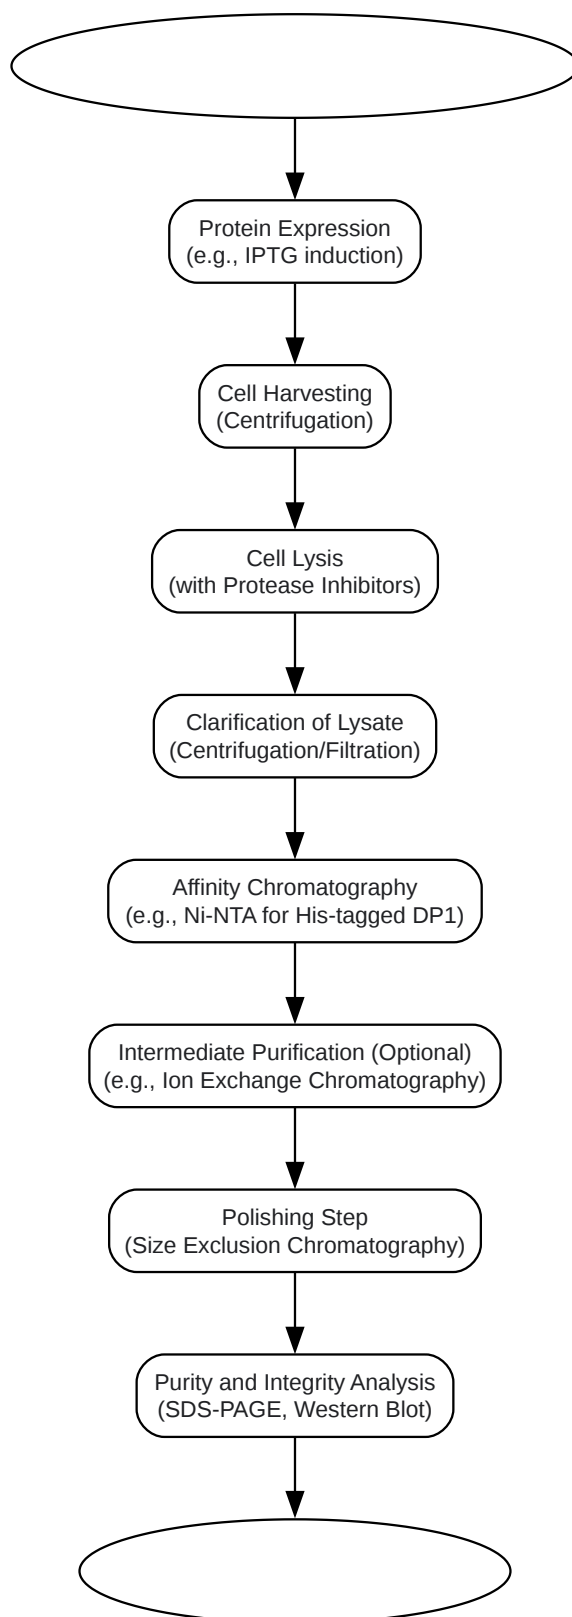 Protein Expression
(e.g., IPTG induction)
Cell Harvesting
(Centrifugation)
Cell Lysis
(with Protease Inhibitors)
Clarification of Lysate
(Centrifugation/Filtration)
Affinity Chromatography
(e.g., Ni-NTA for His-tagged DP1)
Intermediate Purification (Optional)
(e.g., Ion Exchange Chromatography)
Polishing Step
(Size Exclusion Chromatography)
Purity and Integrity Analysis
(SDS-PAGE, Western Blot)